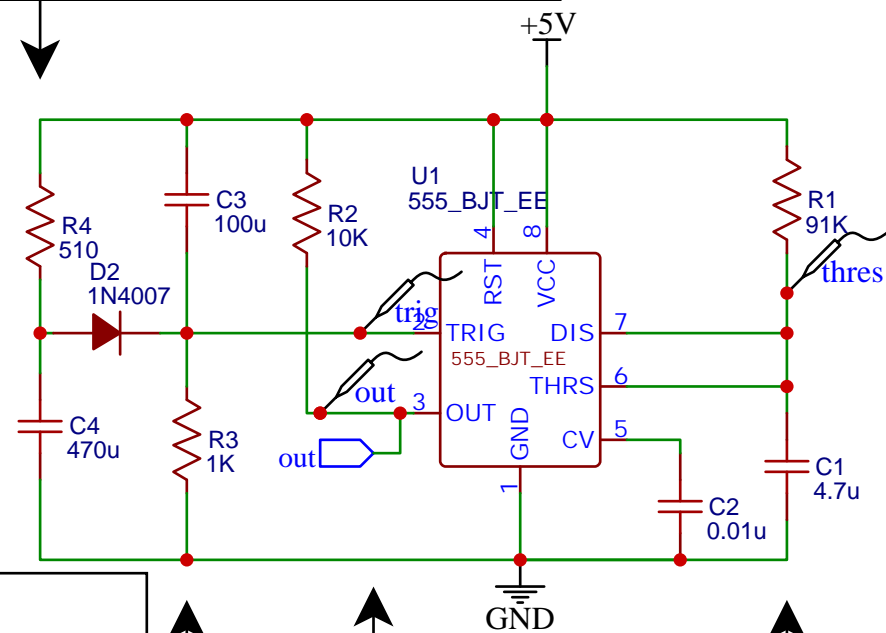 +5V
U1
555_BJT_EE
R4
510
C3
100u
R2
10K
R1
91K
D2
1N4007
4
8
RST
VCC
thres
trig
2
TRIG
DIS
7
555_BJT_EE
THRS
6
out
3
OUT
GND
CV
5
out
1
C4
470u
R3
1K
C2
0.01u
C1
4.7u
GND